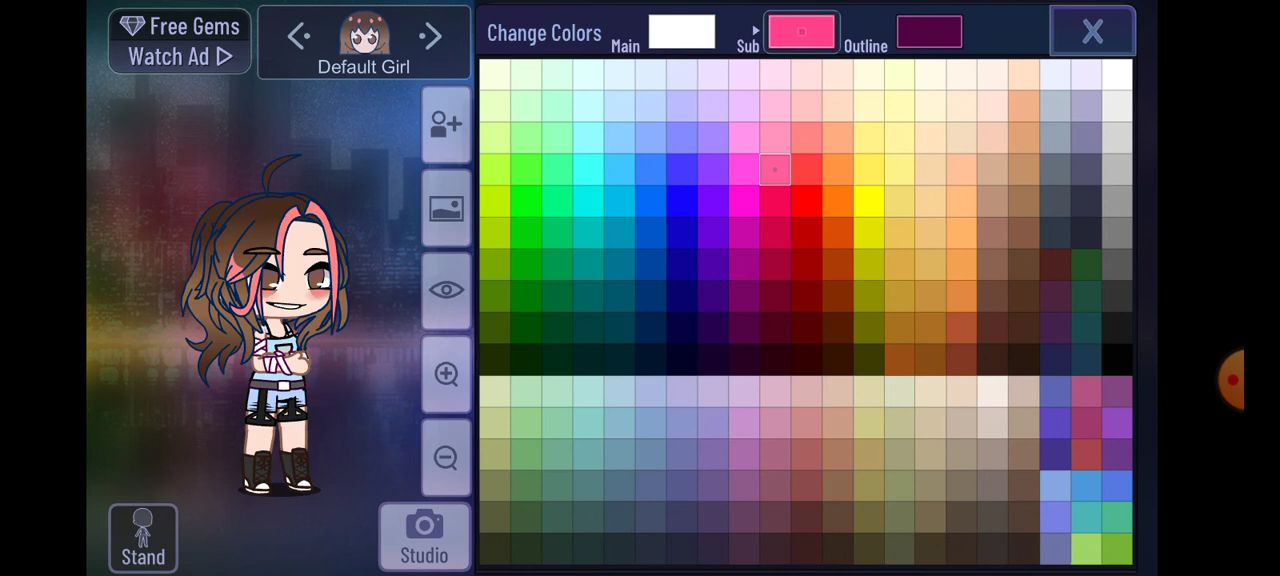 Free Gems
Watch Ad
Default Girl
Change Colors
Main
Sub
Outline
X
Stand
Studio